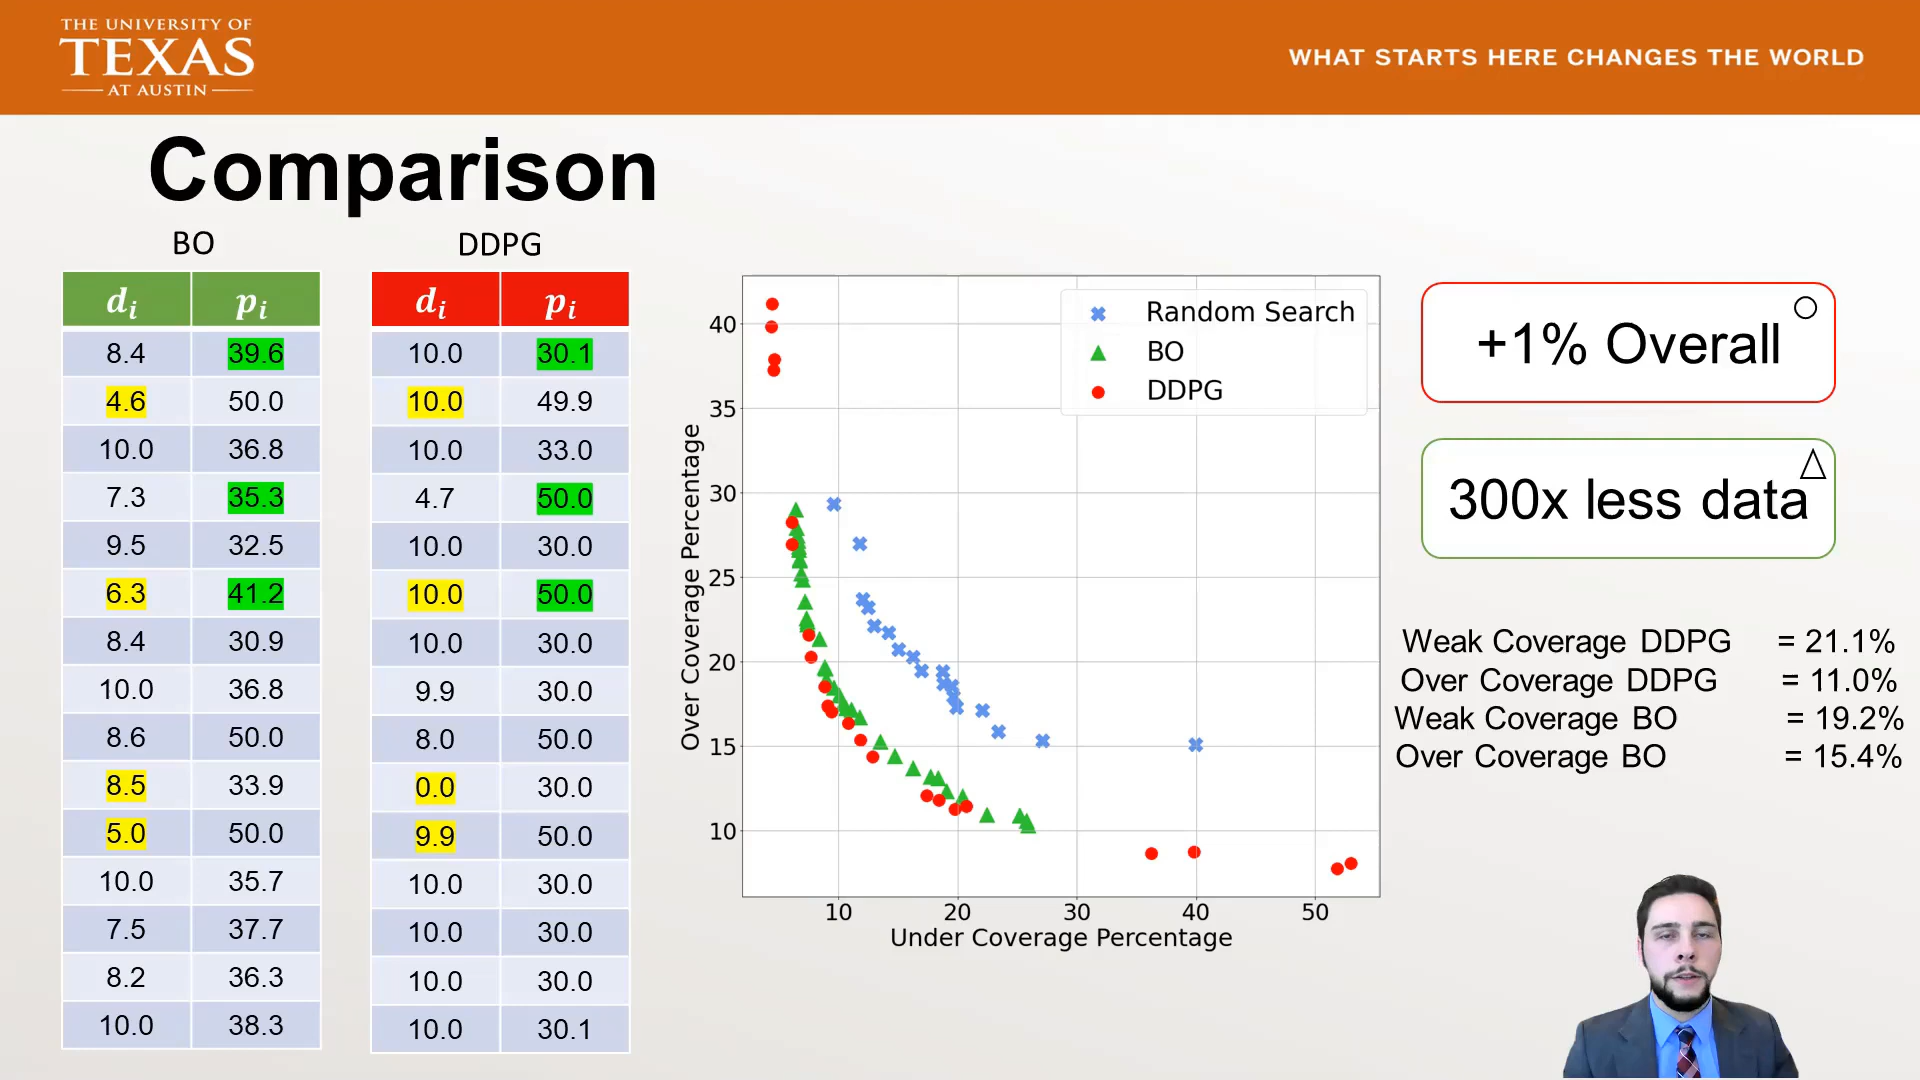 THE UNIVERSITY OF
TEXAS
AT AUSTIN
WHAT STARTS HERE CHANGES THE WORLD
Comparison
BO
d_i p_i
8.4 39.6
4.6 50.0
10.0 36.8
7.3 35.3
9.5 32.5
6.3 41.2
8.4 30.9
10.0 36.8
8.6 50.0
8.5 33.9
5.0 50.0
10.0 35.7
7.5 37.7
8.2 36.3
10.0 38.3
DDPG
d_i p_i
10.0 30.1
10.0 49.9
10.0 33.0
4.7 50.0
10.0 30.0
10.0 50.0
10.0 30.0
9.9 30.0
8.0 50.0
0.0 30.0
9.9 50.0
10.0 30.0
10.0 30.0
10.0 30.0
10.0 30.1
Over Coverage Percentage
40
35
30
25
20
15
10
Random Search
BO
DDPG
10 20 30 40 50
Under Coverage Percentage
+1% Overall
300x less data
Weak Coverage DDPG = 21.1%
Over Coverage DDPG = 11.0%
Weak Coverage BO = 19.2%
Over Coverage BO = 15.4%